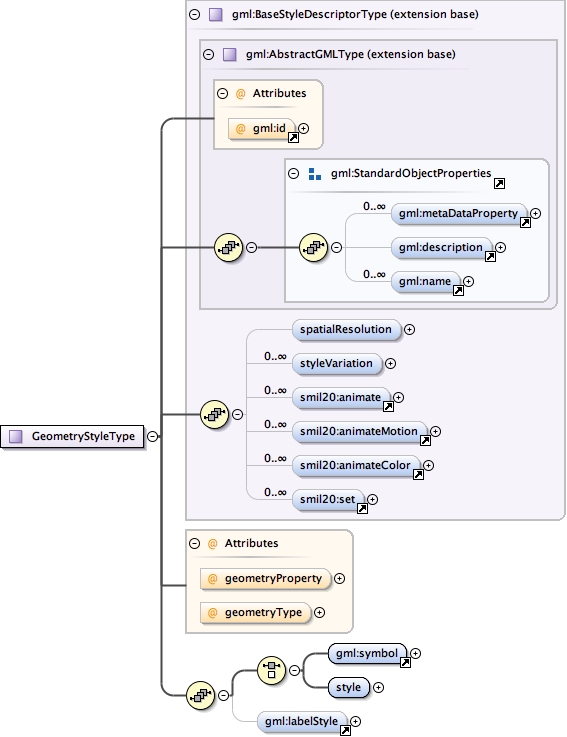 gml:BaseStyleDescriptorType (extension base)
gml:AbstractGMLType (extension base)
@ Attributes
@ gml:id
gml:StandardObjectProperties
0..∞
gml:metaDataProperty
gml:description
0..∞
gml:name
spatialResolution
0..∞
styleVariation
0..∞
smil20:animate
0..∞
smil20:animateMotion
0..∞
smil20:animateColor
0..∞
smil20:set
GeometryStyleType
@ Attributes
@ geometryProperty
@ geometryType
gml:symbol
style
gml:labelStyle